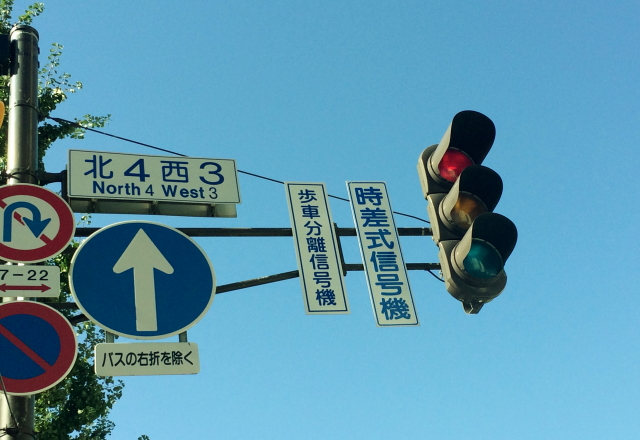 北4西3
North 4 West 3
歩車分離信号機
時差式信号機
7-22
バスの右折を除く